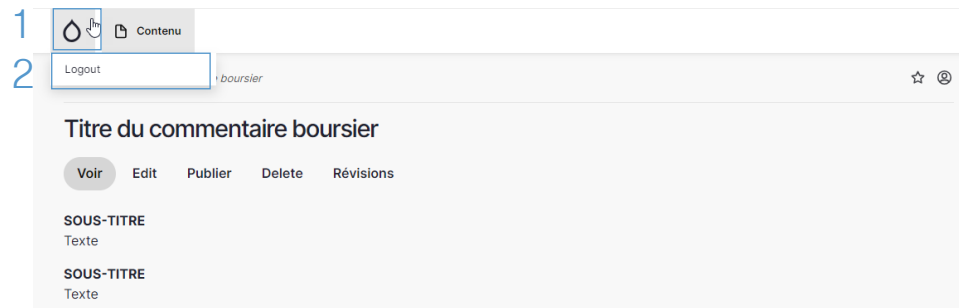 1
Contenu
2
Logout
boursier
Titre du commentaire boursier
Voir Edit Publier Delete Révisions
SOUS-TITRE
Texte
SOUS-TITRE
Texte